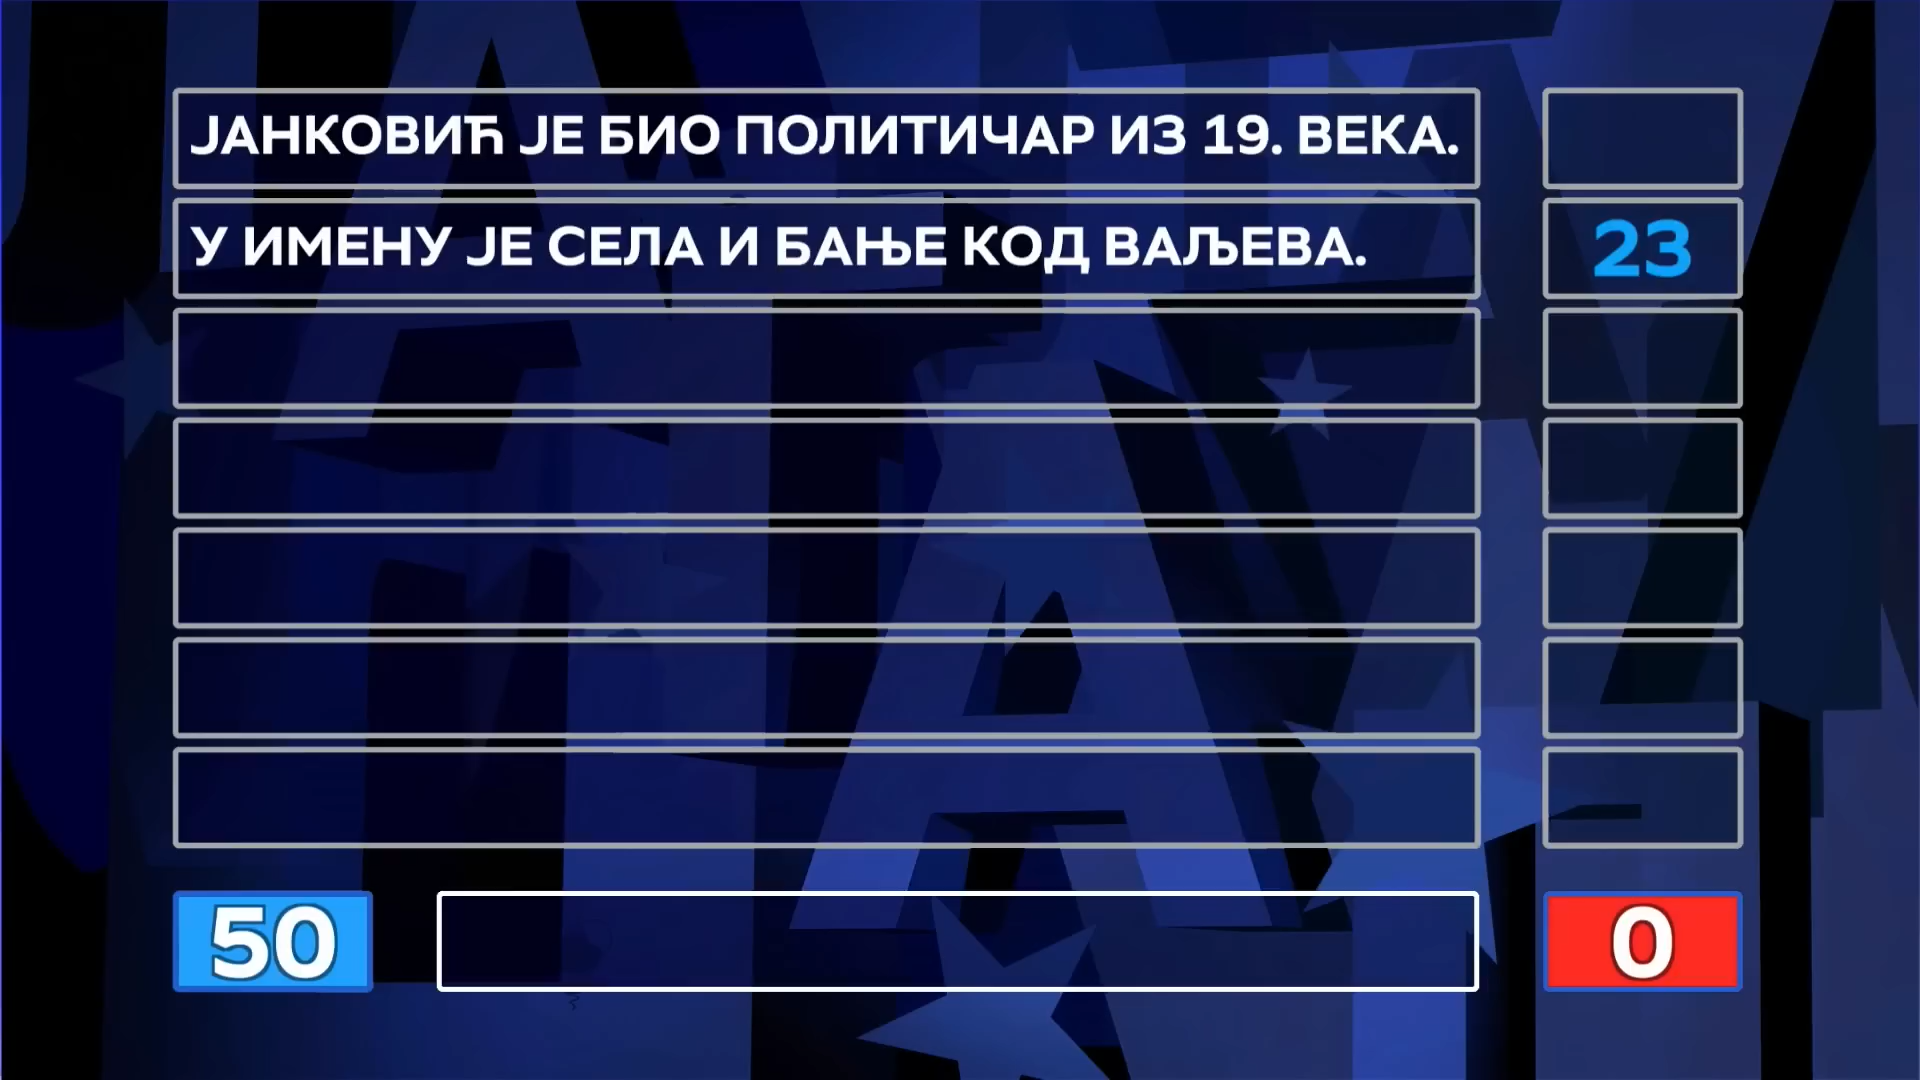 ЈАНКОВИЋ ЈЕ БИО ПОЛИТИЧАР ИЗ 19. ВЕКА.
У ИМЕНУ ЈЕ СЕЛА И БАЊЕ КОД ВАЉЕВА. 23
50 0